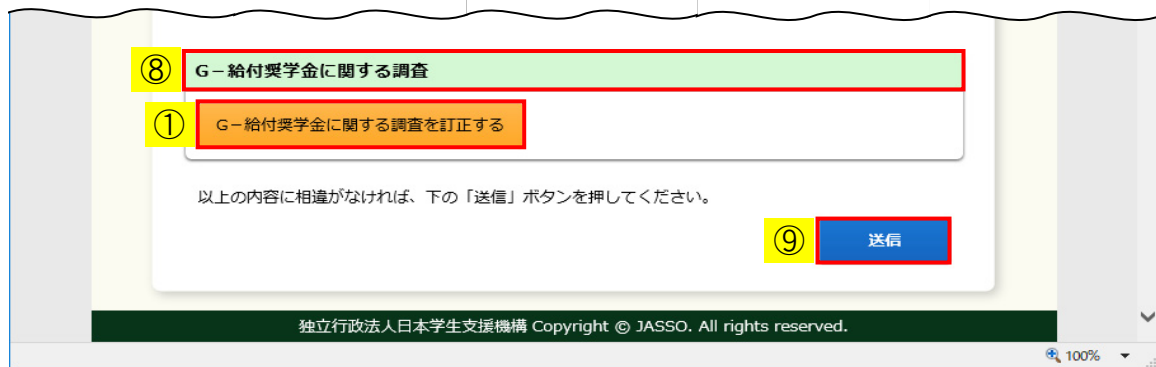 ⑧ G－給付奨学金に関する調査
① G－給付奨学金に関する調査を訂正する
以上の内容に相違がなければ、下の「送信」ボタンを押してください。
⑨ 送信
独立行政法人日本学生支援機構 Copyright © JASSO. All rights reserved.
100%